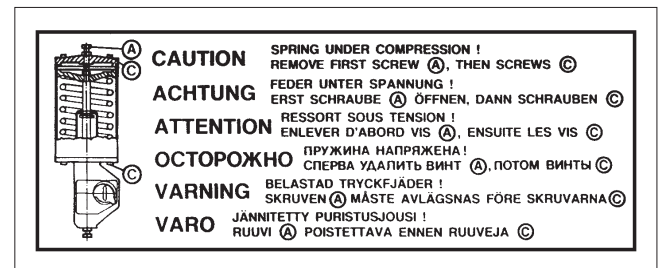 Ⓐ
Ⓒ
Ⓒ
CAUTION
SPRING UNDER COMPRESSION !
REMOVE FIRST SCREW Ⓐ, THEN SCREWS Ⓒ
ACHTUNG
FEDER UNTER SPANNUNG !
ERST SCHRAUBE Ⓐ ÖFFNEN, DANN SCHRAUBEN Ⓒ
ATTENTION
RESSORT SOUS TENSION !
ENLEVER D'ABORD VIS Ⓐ, ENSUITE LES VIS Ⓒ
ОСТОРОЖНО
ПРУЖИНА НАПРЯЖЕНА!
СПЕРВА УДАЛИТЬ ВИНТ Ⓐ, ПОТОМ ВИНТЫ Ⓒ
VARNING
BELASTAD TRYCKFJÄDER !
SKRUVEN Ⓐ MÅSTE AVLÄGSNAS FÖRE SKRUVARNA Ⓒ
VARO
JÄNNITETTY PURISTUSJOUSI !
RUUVI Ⓐ POISTETTAVA ENNEN RUUVEJA Ⓒ